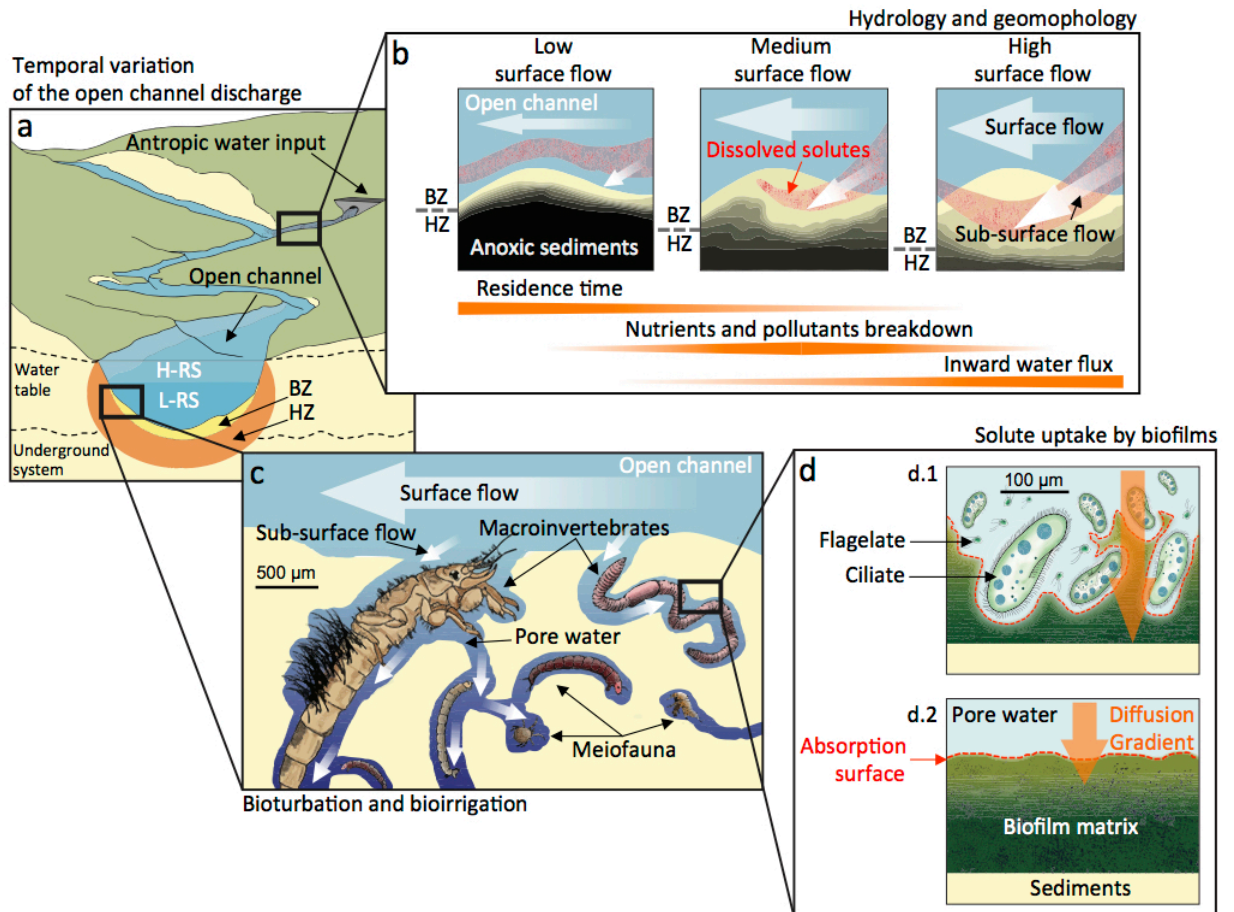 Hydrology and geomophology
Temporal variation
of the open channel discharge
a
Antropic water input
Open channel
H-RS
L-RS
Water
table
BZ
HZ
Underground
system
b
Low
surface flow
Medium
surface flow
High
surface flow
Open channel
Dissolved solutes
Surface flow
Sub-surface flow
BZ
HZ
BZ
HZ
BZ
HZ
Anoxic sediments
Residence time
Nutrients and pollutants breakdown
Inward water flux
c
Open channel
Surface flow
Sub-surface flow
Macroinvertebrates
500 µm
Pore water
Meiofauna
Bioturbation and bioirrigation
Solute uptake by biofilms
d
d.1
100 µm
Flagelate
Ciliate
d.2
Pore water
Diffusion
Gradient
Absorption
surface
Biofilm matrix
Sediments